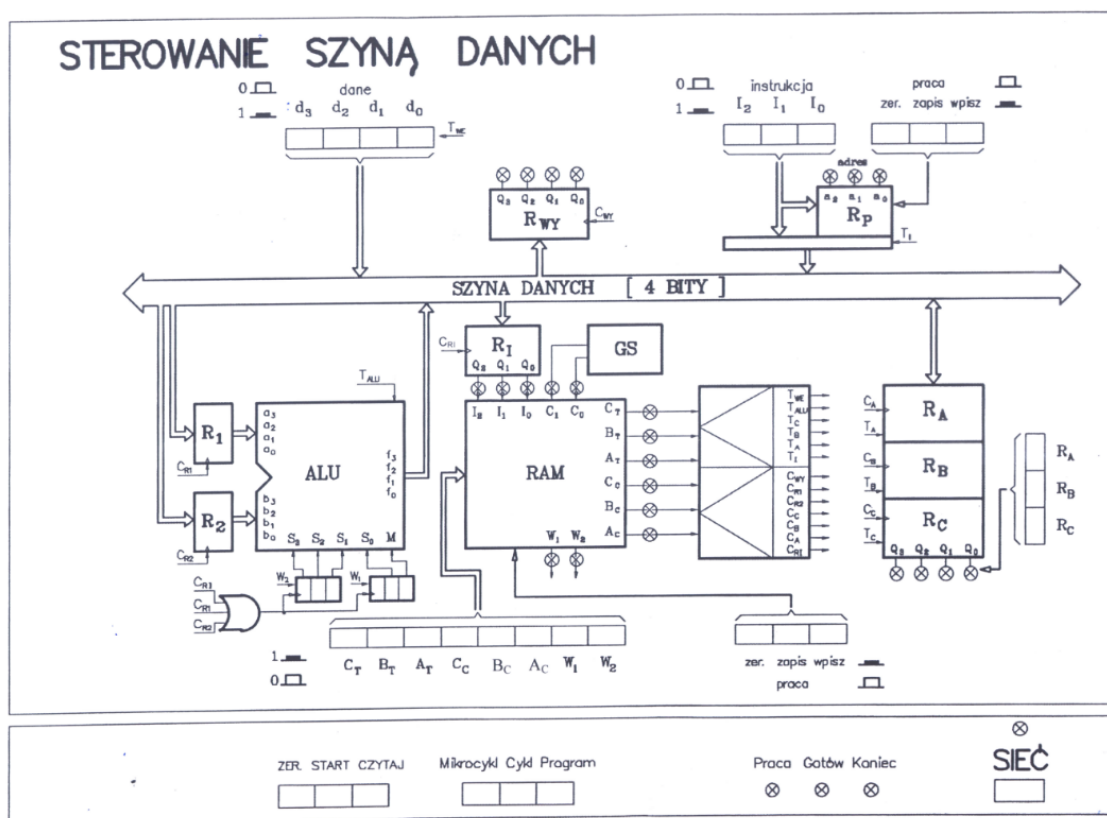 STEROWANIE SZYNĄ DANYCH
0
1
dane
d3 d2 d1 d0
TWE
0
1
instrukcja
I2 I1 I0
praca
zer. zapis wpisz
adres
a2 a1 a0
RP
TI
Q3 Q2 Q1 Q0
RWY
CWY
SZYNA DANYCH [ 4 BITY ]
CRI
RI
Q2 Q1 Q0
GS
TALU
R1
CR1
R2
CR2
a3
a2
a1
a0
b3
b2
b1
b0
ALU
f3
f2
f1
f0
S3 S2 S1 S0 M
W2
W1
CR1
CR2
I2 I1 I0 C1 C0
RAM
CT
BT
AT
CC
BC
AC
W1 W2
TWE
TALU
TC
TB
TA
TI
CWY
CR1
CR2
CC
CB
CA
CRI
CA
TA
RA
CB
TB
RB
CC
TC
RC
Q3 Q2 Q1 Q0
RA
RB
RC
1
0
CT BT AT CC BC AC W1 W2
zer. zapis wpisz
praca
ZER. START CZYTAJ
Mikrocykl Cykl Program
Praca Gotów Koniec
SIEĆ